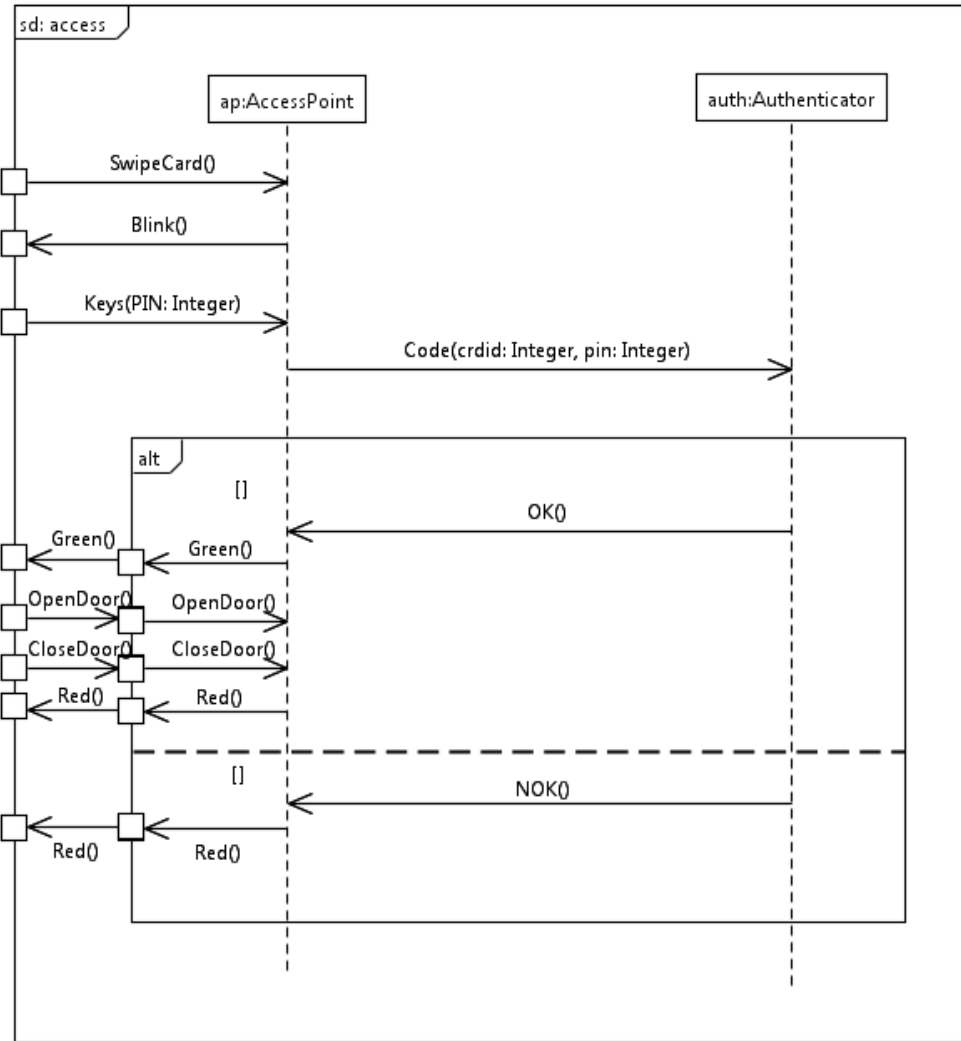 sd: access
ap:AccessPoint
auth:Authenticator
SwipeCard()
Blink()
Keys(PIN: Integer)
Code(crdid: Integer, pin: Integer)
alt
[]
OK()
Green()
Green()
OpenDoor()
OpenDoor()
CloseDoor()
CloseDoor()
Red()
Red()
[]
NOK()
Red()
Red()